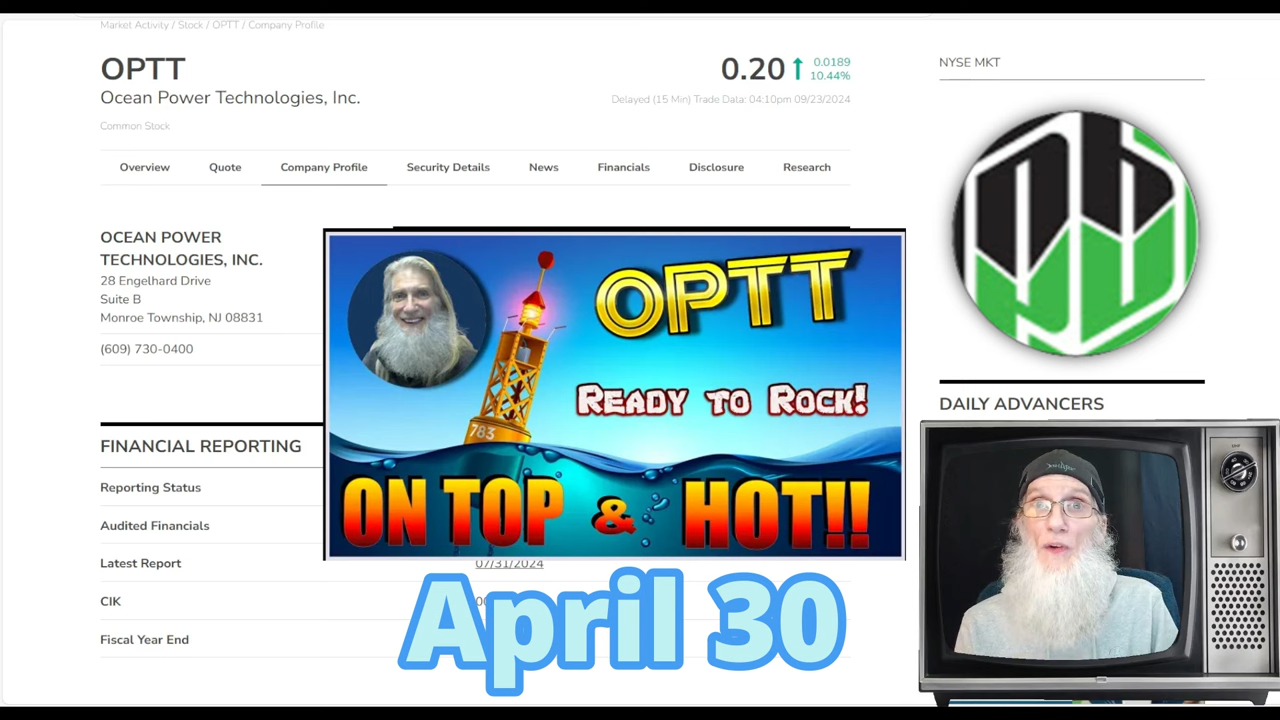 Market Activity / Stock / OPTT / Company Profile
OPTT
Ocean Power Technologies, Inc.
Common Stock
0.20
0.0189
10.44%
Delayed (15 Min) Trade Data: 04:10pm 09/23/2024
NYSE MKT
Overview Quote Company Profile Security Details News Financials Disclosure Research
OCEAN POWER
TECHNOLOGIES, INC.
28 Engelhard Drive
Suite B
Monroe Township, NJ 08831
(609) 730-0400
OPTT
READY TO ROCK!
783
ON TOP & HOT!!
DAILY ADVANCERS
FINANCIAL REPORTING
Reporting Status
Audited Financials
Latest Report 07/31/2024
CIK
Fiscal Year End
April 30